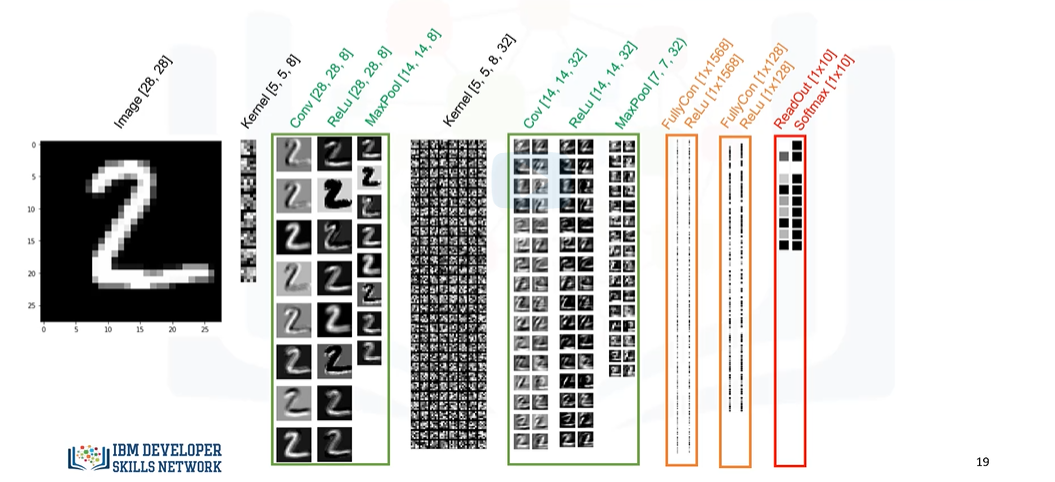 Image [28, 28]
Kernel [5, 5, 8]
Conv [28, 28, 8]
ReLu [28, 28, 8]
MaxPool [14, 14, 8]
Kernel [5, 5, 8, 32]
Cov [14, 14, 32]
ReLu [14, 14, 32]
MaxPool [7, 7, 32)
FullyCon [1x1568]
ReLu [1x1568]
FullyCon [1x128]
ReLu [1x128]
ReadOut [1x10]
Softmax [1x10]
0
5
10
15
20
25
0 5 10 15 20 25
IBM DEVELOPER
SKILLS NETWORK
19